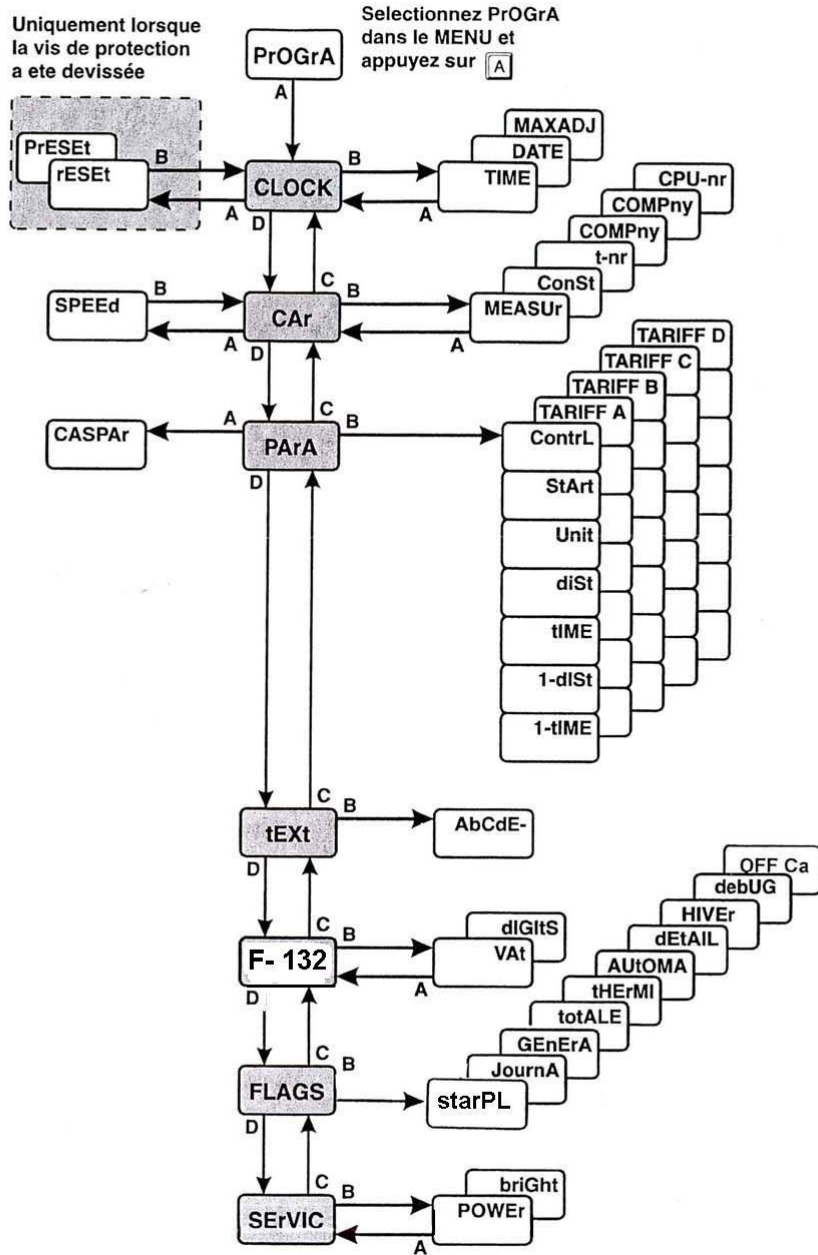 Uniquement lorsque
la vis de protection
a ete devissée
Selectionnez PrOGrA
dans le MENU et
appuyez sur A
PrOGrA
A
PrESEt
rESEt
B
A
CLOCK
B
A
MAXADJ
DATE
TIME
D
C
SPEEd
B
A
CAr
B
A
CPU-nr
COMPny
COMPny
t-nr
ConSt
MEASUr
D
C
CASPAr
A
PArA
B
TARIFF D
TARIFF C
TARIFF B
TARIFF A
ContrL
StArt
Unit
diSt
tIME
1-dISt
1-tIME
D
C
tEXt
B
AbCdE-
D
C
F- 132
B
A
dIGItS
VAt
D
C
FLAGS
B
OFF Ca
debUG
HIVEr
dEtAIL
AUtOMA
tHErMI
totALE
GEnErA
JournA
starPL
D
C
SErVIC
B
A
briGht
POWEr